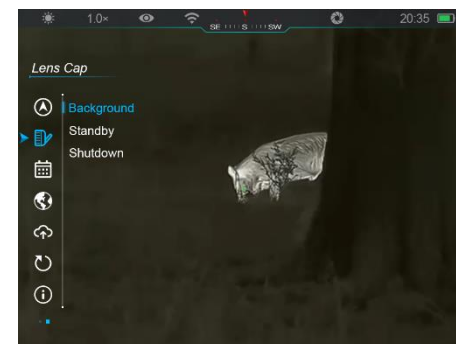 1.0×
SE S SW
20:35
Lens Cap
Background
Standby
Shutdown